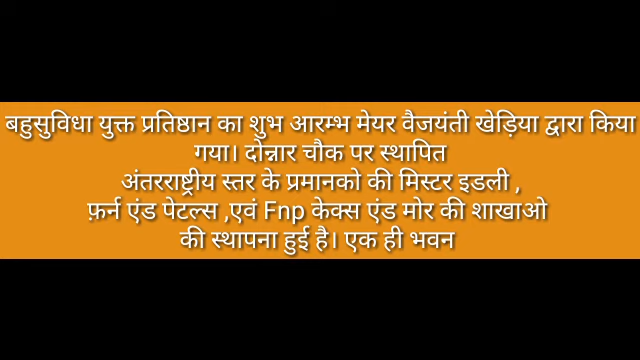 बहुसुविधा युक्त प्रतिष्ठान का शुभ आरम्भ मेयर वैजयंती खेड़िया द्वारा किया
गया। दोन्नार चौक पर स्थापित
अंतरराष्ट्रीय स्तर के प्रमानको की मिस्टर इडली ,
फ़र्न एंड पेटल्स ,एवं Fnp केक्स एंड मोर की शाखाओ
की स्थापना हुई है। एक ही भवन